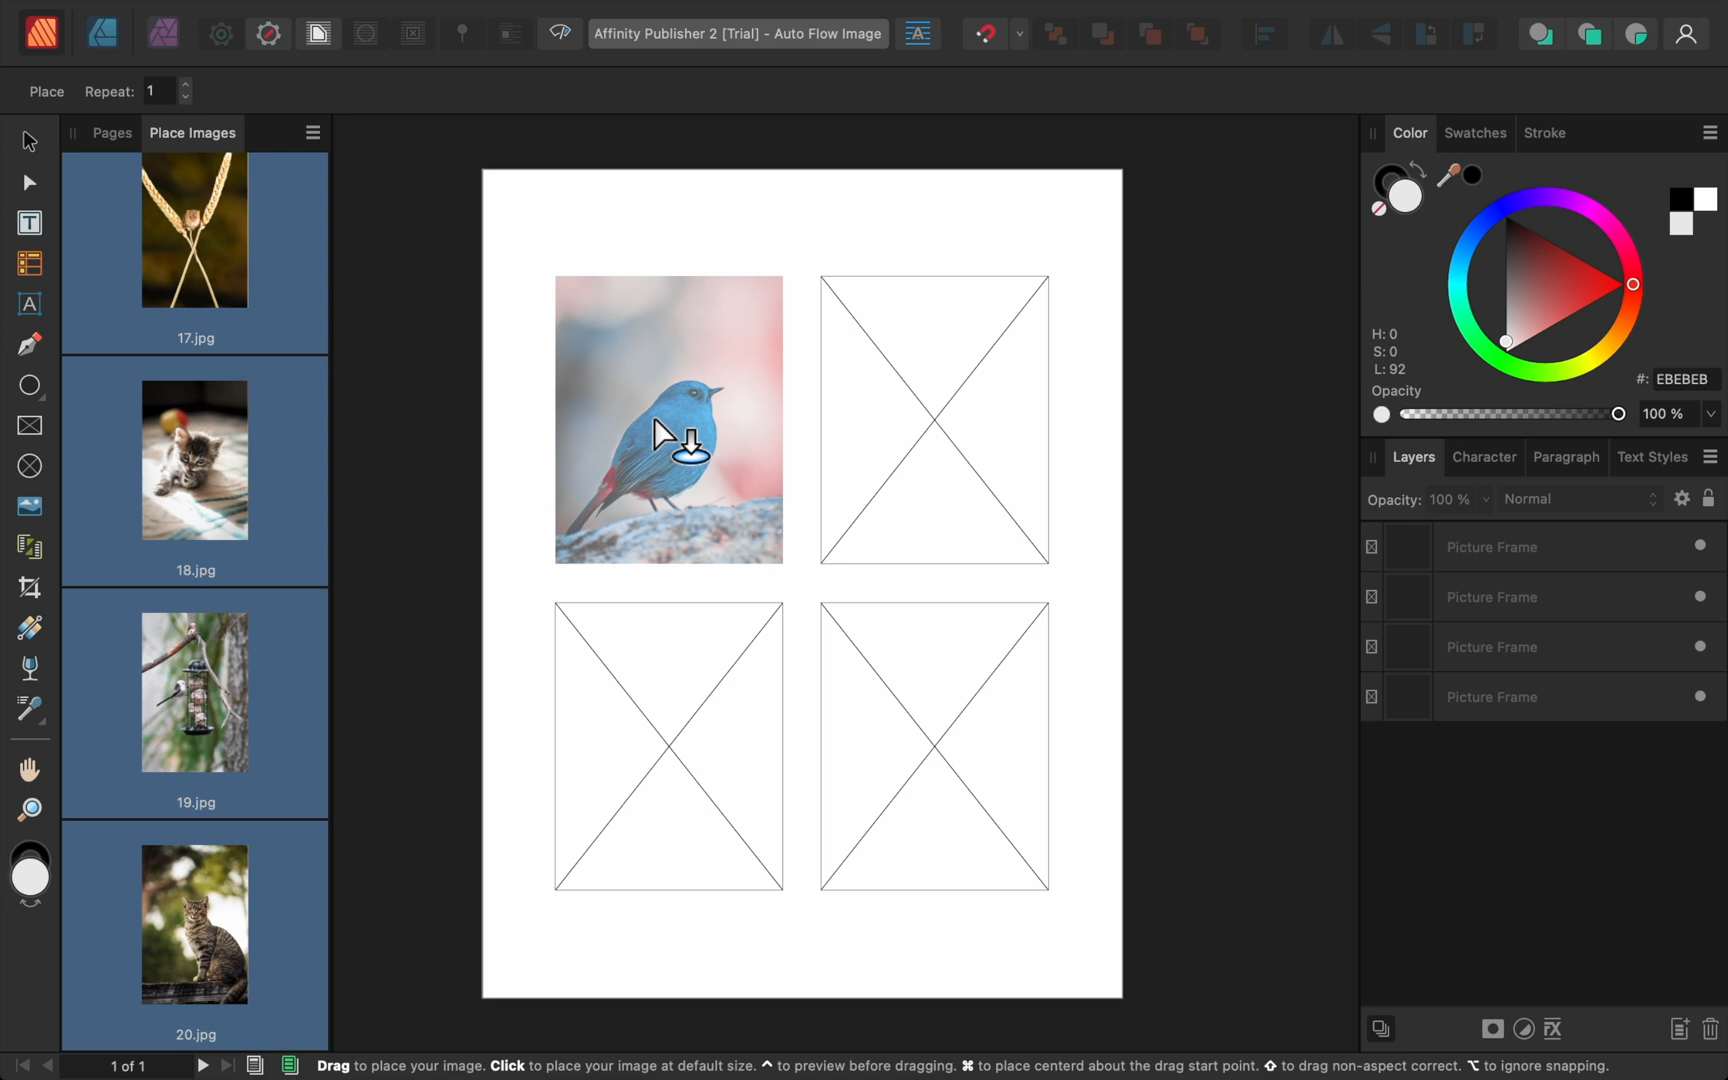 Affinity Publisher 2 [Trial] - Auto Flow Image
Place Repeat: 1
Pages Place Images
17.jpg
18.jpg
19.jpg
20.jpg
Color Swatches Stroke
H: 0
S: 0
L: 92
#: EBEBEB
Opacity
100 %
Layers Character Paragraph Text Styles
Opacity: 100 % Normal
Picture Frame
Picture Frame
Picture Frame
Picture Frame
1 of 1
Drag to place your image. Click to place your image at default size. ⌃ to preview before dragging. ⌘ to place centerd about the drag start point. ⇧ to drag non-aspect correct. ⌥ to ignore snapping.